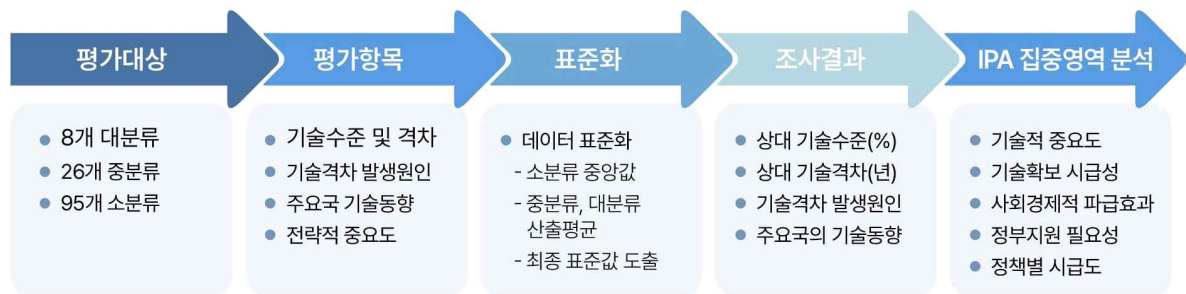 평가대상
8개 대분류
26개 중분류
95개 소분류
평가항목
기술수준 및 격차
기술격차 발생원인
주요국 기술동향
전략적 중요도
표준화
데이터 표준화
- 소분류 중앙값
- 중분류, 대분류
산출평균
- 최종 표준값 도출
조사결과
상대 기술수준(%)
상대 기술격차(년)
기술격차 발생원인
주요국의 기술동향
IPA 집중영역 분석
기술적 중요도
기술확보 시급성
사회경제적 파급효과
정부지원 필요성
정책별 시급도